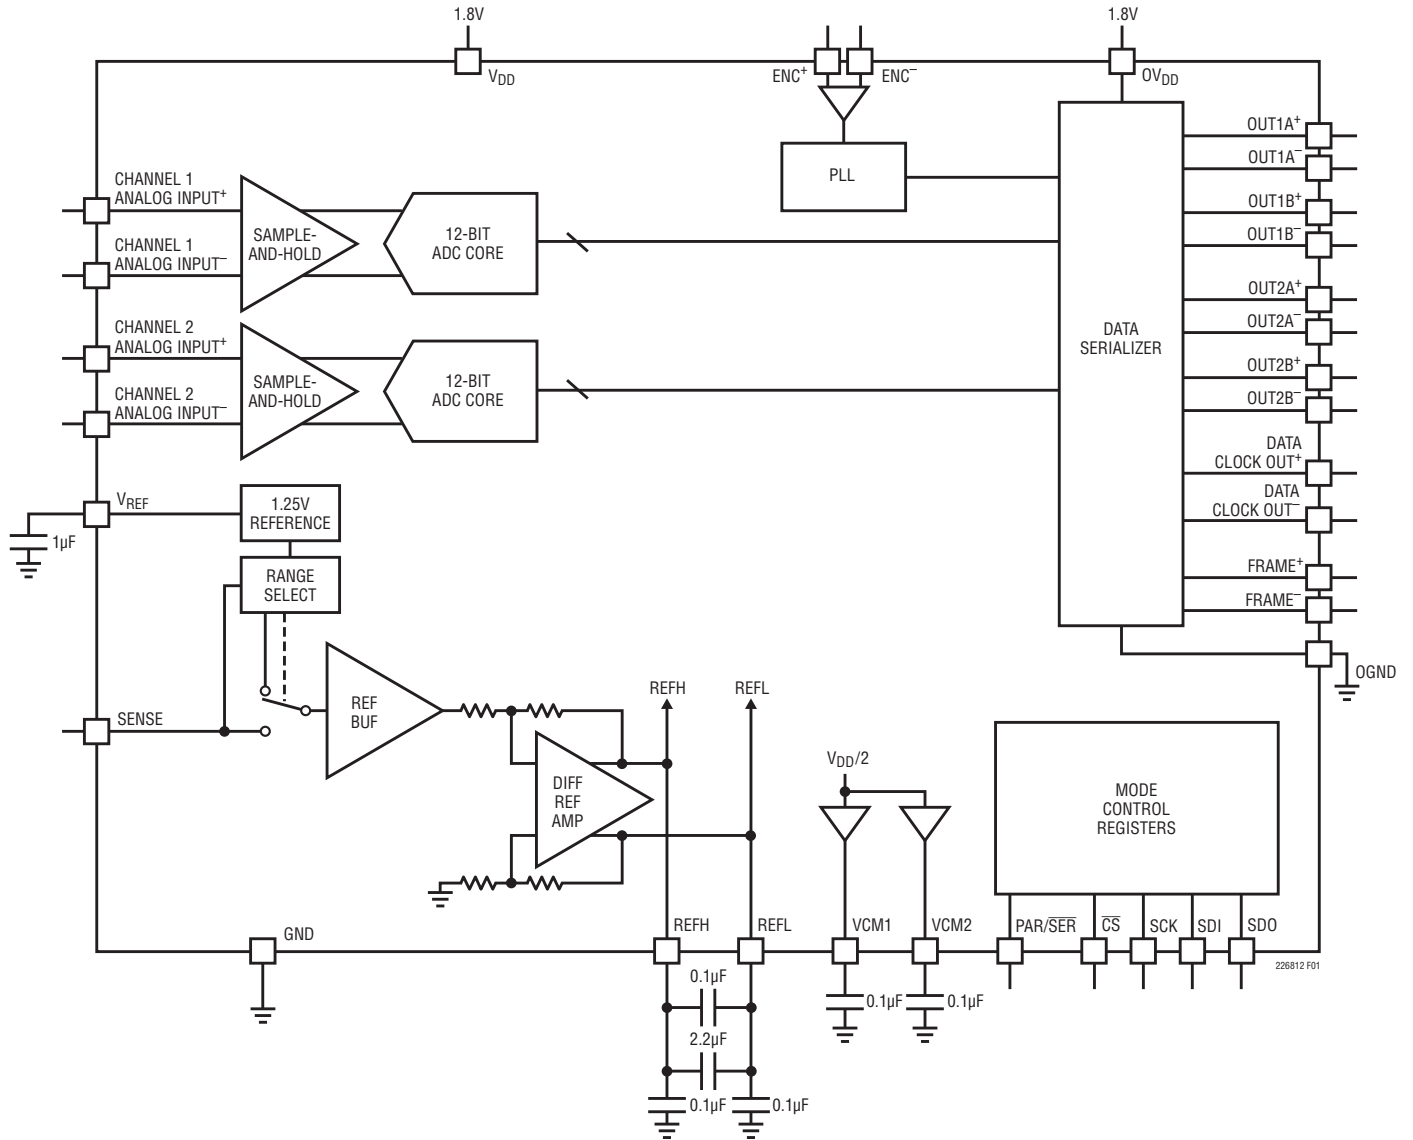 1.8V
1.8V
VDD
ENC+
ENC–
OVDD
OUT1A+
OUT1A–
OUT1B+
OUT1B–
OUT2A+
OUT2A–
OUT2B+
OUT2B–
DATA
CLOCK OUT+
DATA
CLOCK OUT–
FRAME+
FRAME–
OGND
PLL
DATA
SERIALIZER
CHANNEL 1
ANALOG INPUT+
CHANNEL 1
ANALOG INPUT–
SAMPLE-
AND-HOLD
12-BIT
ADC CORE
CHANNEL 2
ANALOG INPUT+
CHANNEL 2
ANALOG INPUT–
SAMPLE-
AND-HOLD
12-BIT
ADC CORE
VREF
1µF
1.25V
REFERENCE
RANGE
SELECT
SENSE
REF
BUF
DIFF
REF
AMP
REFH
REFL
VDD/2
MODE
CONTROL
REGISTERS
GND
REFH
REFL
VCM1
VCM2
PAR/SER
CS
SCK
SDI
SDO
226812 F01
0.1µF
2.2µF
0.1µF
0.1µF
0.1µF
0.1µF